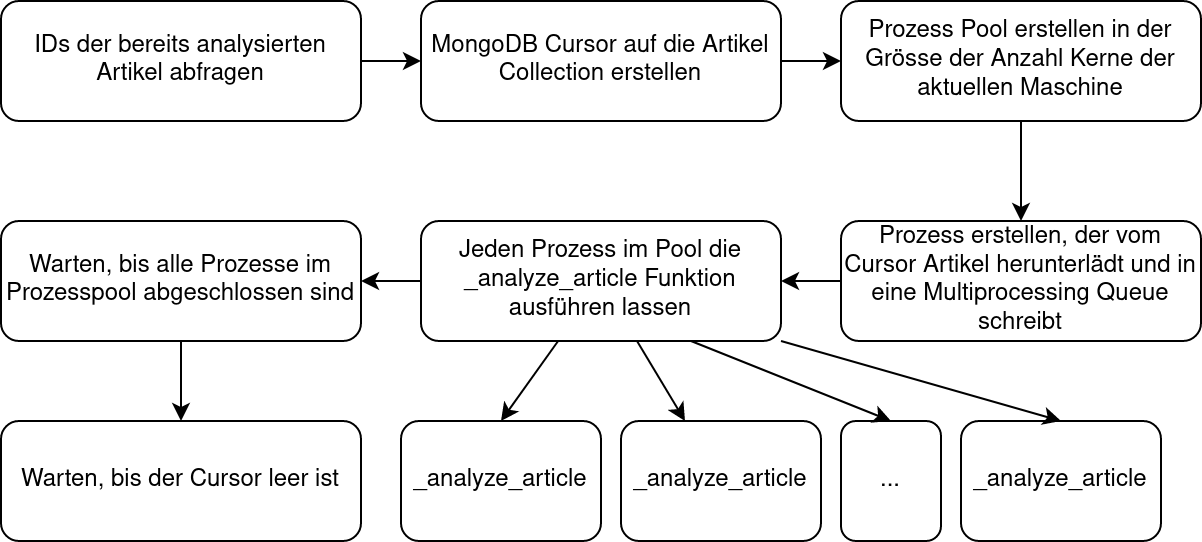 IDs der bereits analysierten
Artikel abfragen
MongoDB Cursor auf die Artikel
Collection erstellen
Prozess Pool erstellen in der
Grösse der Anzahl Kerne der
aktuellen Maschine
Prozess erstellen, der vom
Cursor Artikel herunterlädt und in
eine Multiprocessing Queue
schreibt
Jeden Prozess im Pool die
_analyze_article Funktion
ausführen lassen
Warten, bis alle Prozesse im
Prozesspool abgeschlossen sind
Warten, bis der Cursor leer ist
_analyze_article
_analyze_article
...
_analyze_article